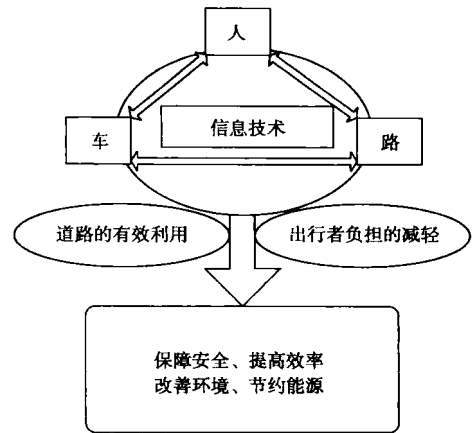 人
信息技术
车
路
道路的有效利用
出行者负担的减轻
保障安全、提高效率
改善环境、节约能源